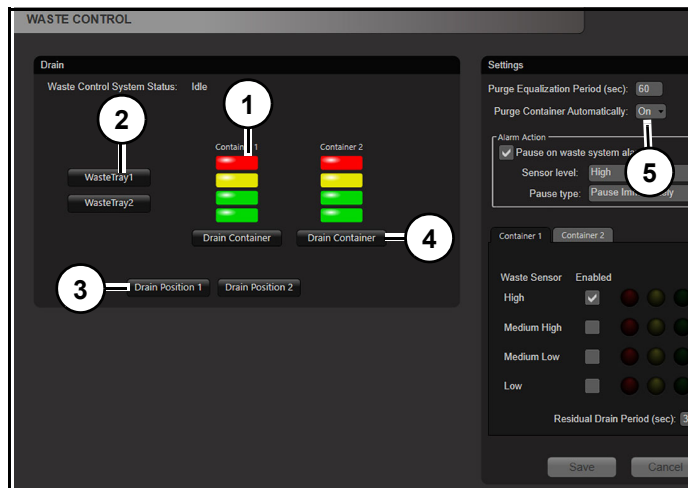 WASTE CONTROL
Drain
Waste Control System Status: Idle
1
2
Container 1
Container 2
WasteTray1
WasteTray2
Drain Container
Drain Container
4
3
Drain Position 1
Drain Position 2
Settings
Purge Equalization Period (sec): 60
Purge Container Automatically: On
Alarm Action
Pause on waste system
5
Sensor level: High
Pause type: Pause
Container 1
Container 2
Waste Sensor Enabled
High
Medium High
Medium Low
Low
Residual Drain Period (sec): 3
Save
Cancel